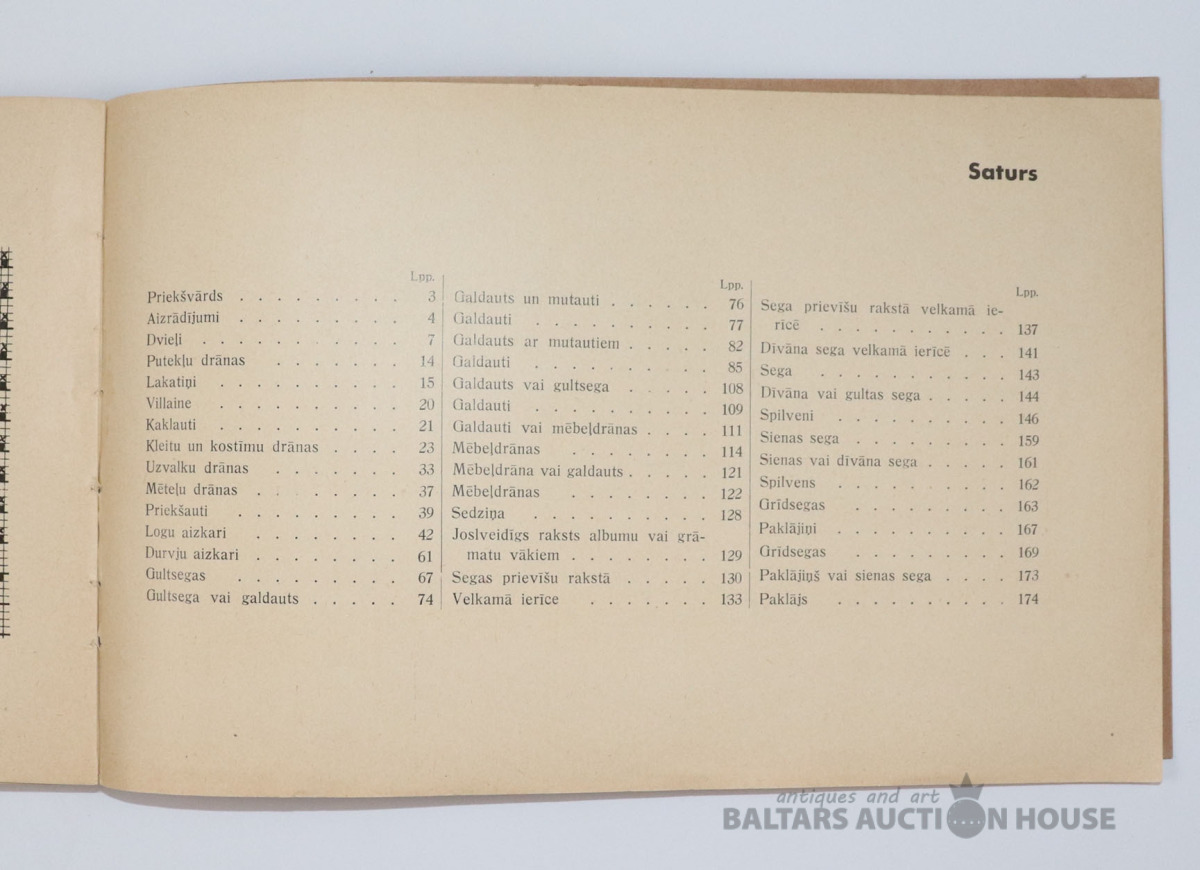 Saturs
Lpp.
Priekšvārds . . . . . . . . . 3
Aizrādījumi . . . . . . . . . 4
Dvieļi . . . . . . . . . . . 7
Putekļu drānas . . . . . . . 14
Lakatiņi . . . . . . . . . . 15
Villaine . . . . . . . . . . 20
Kaklauti . . . . . . . . . . 21
Kleitu un kostīmu drānas . . . . 23
Uzvalku drānas . . . . . . . 33
Mēteļu drānas . . . . . . . . 37
Priekšauti . . . . . . . . . 39
Logu aizkari . . . . . . . . 42
Durvju aizkari . . . . . . . . 61
Gultsegas . . . . . . . . . 67
Gultsega vai galdauts . . . . . 74
Lpp.
Galdauts un mutauti . . . . . . 76
Galdauti . . . . . . . . . . 77
Galdauts ar mutautiem . . . . . 82
Galdauti . . . . . . . . . . 85
Galdauts vai gultsega . . . . . 108
Galdauti . . . . . . . . . . 109
Galdauti vai mēbeļdrānas . . . . 111
Mēbeļdrānas . . . . . . . . 114
Mēbeļdrāna vai galdauts . . . . . 121
Mēbeļdrānas . . . . . . . . 122
Sedziņa . . . . . . . . . . 128
Joslveidīgs raksts albumu vai grā-
matu vākiem . . . . . . . . 129
Segas prievīšu rakstā . . . . . 130
Velkamā ierīce . . . . . . . 133
Lpp.
Sega prievīšu rakstā velkamā ie-
rīcē . . . . . . . . . . . 137
Dīvāna sega velkamā ierīcē . . . 141
Sega . . . . . . . . . . . 143
Dīvāna vai gultas sega . . . . . 144
Spilveni . . . . . . . . . . 146
Sienas sega . . . . . . . . . 159
Sienas vai dīvāna sega . . . . . 161
Spilvens . . . . . . . . . . 162
Grīdsegas . . . . . . . . . 163
Paklājiņi . . . . . . . . . . 167
Grīdsegas . . . . . . . . . 169
Paklājiņš vai sienas sega . . . . 173
Paklājs . . . . . . . . . . 174
antiques and art
BALTARS AUCTION HOUSE